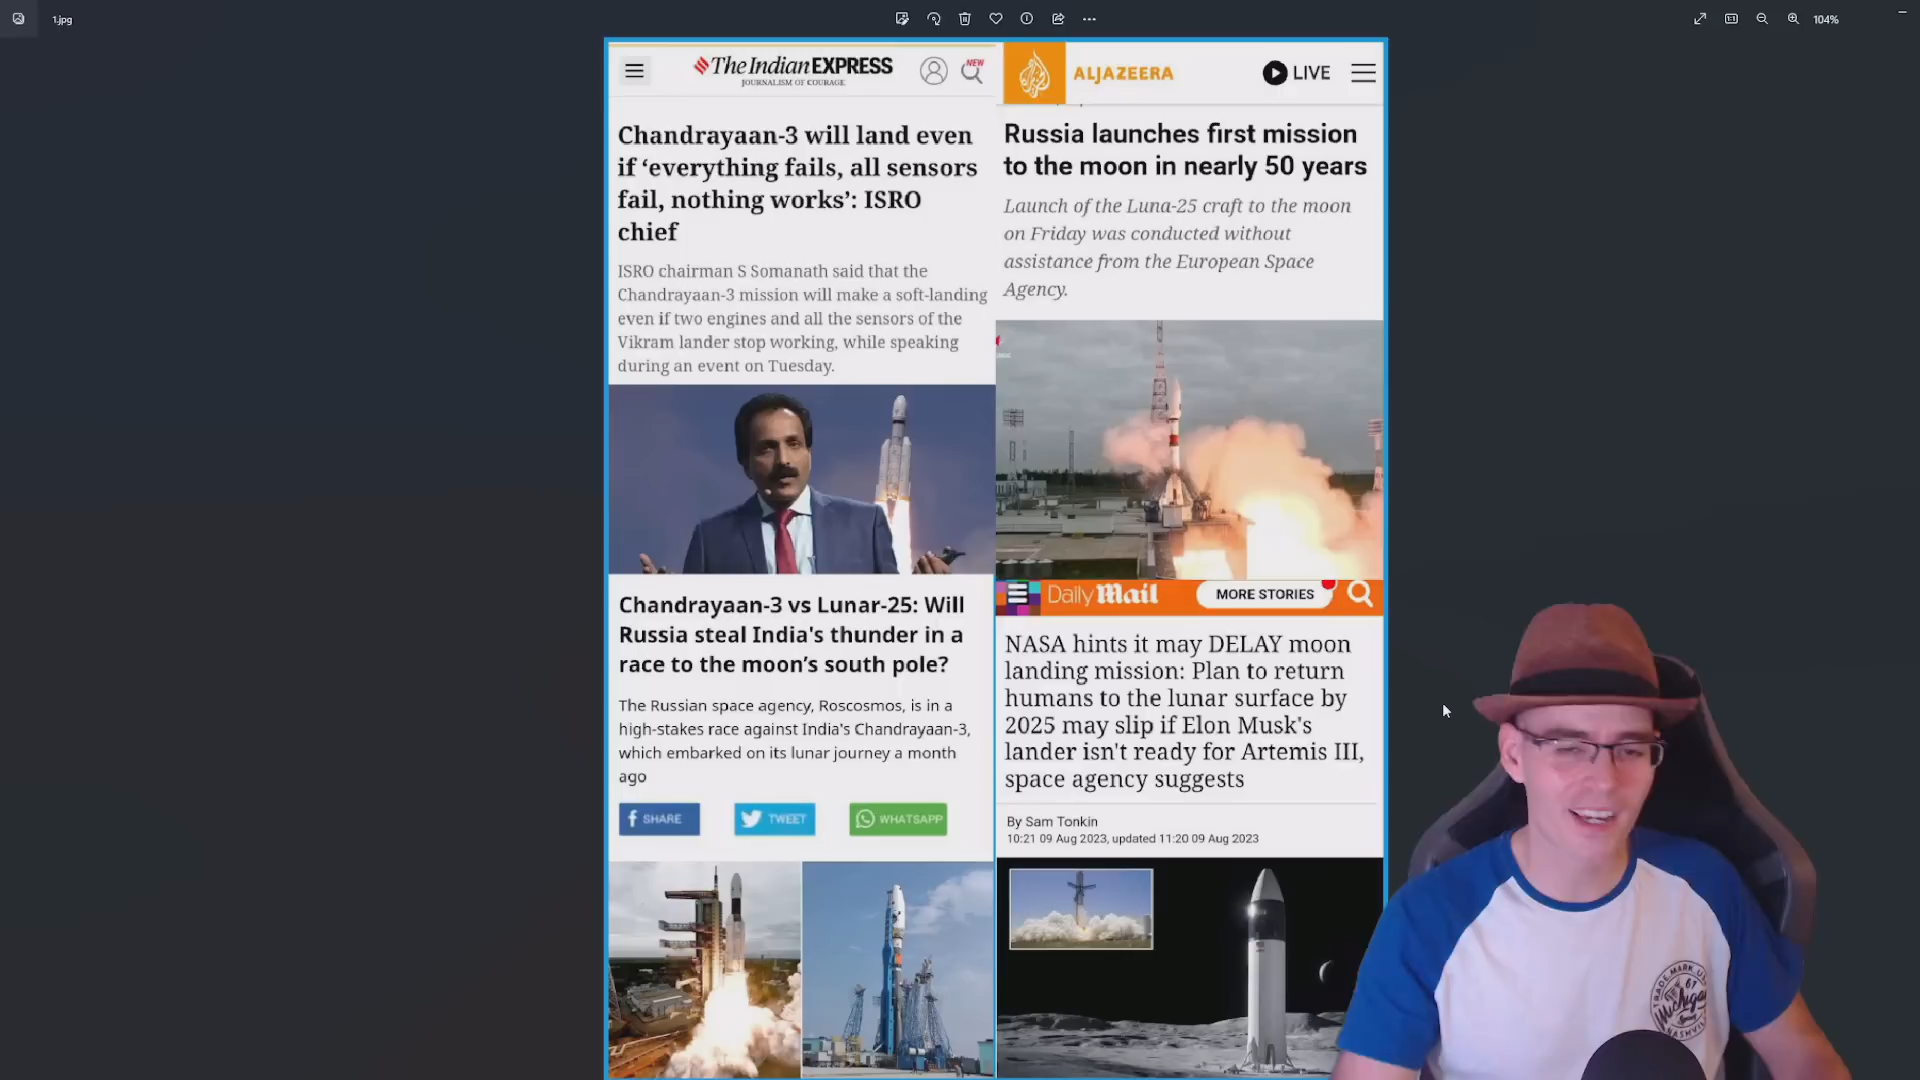 1.jpg
104%
The Indian EXPRESS
JOURNALISM OF COURAGE
NEW
Chandrayaan-3 will land even
if ‘everything fails, all sensors
fail, nothing works’: ISRO
chief
ISRO chairman S Somanath said that the
Chandrayaan-3 mission will make a soft-landing
even if two engines and all the sensors of the
Vikram lander stop working, while speaking
during an event on Tuesday.
Chandrayaan-3 vs Lunar-25: Will
Russia steal India's thunder in a
race to the moon’s south pole?
The Russian space agency, Roscosmos, is in a
high-stakes race against India's Chandrayaan-3,
which embarked on its lunar journey a month
ago
SHARE
TWEET
WHATSAPP
ALJAZEERA
LIVE
Russia launches first mission
to the moon in nearly 50 years
Launch of the Luna-25 craft to the moon
on Friday was conducted without
assistance from the European Space
Agency.
Daily Mail
MORE STORIES
NASA hints it may DELAY moon
landing mission: Plan to return
humans to the lunar surface by
2025 may slip if Elon Musk's
lander isn't ready for Artemis III,
space agency suggests
By Sam Tonkin
10:21 09 Aug 2023, updated 11:20 09 Aug 2023
TRADE MARK U.S
61
Michigan
NASHVILLE